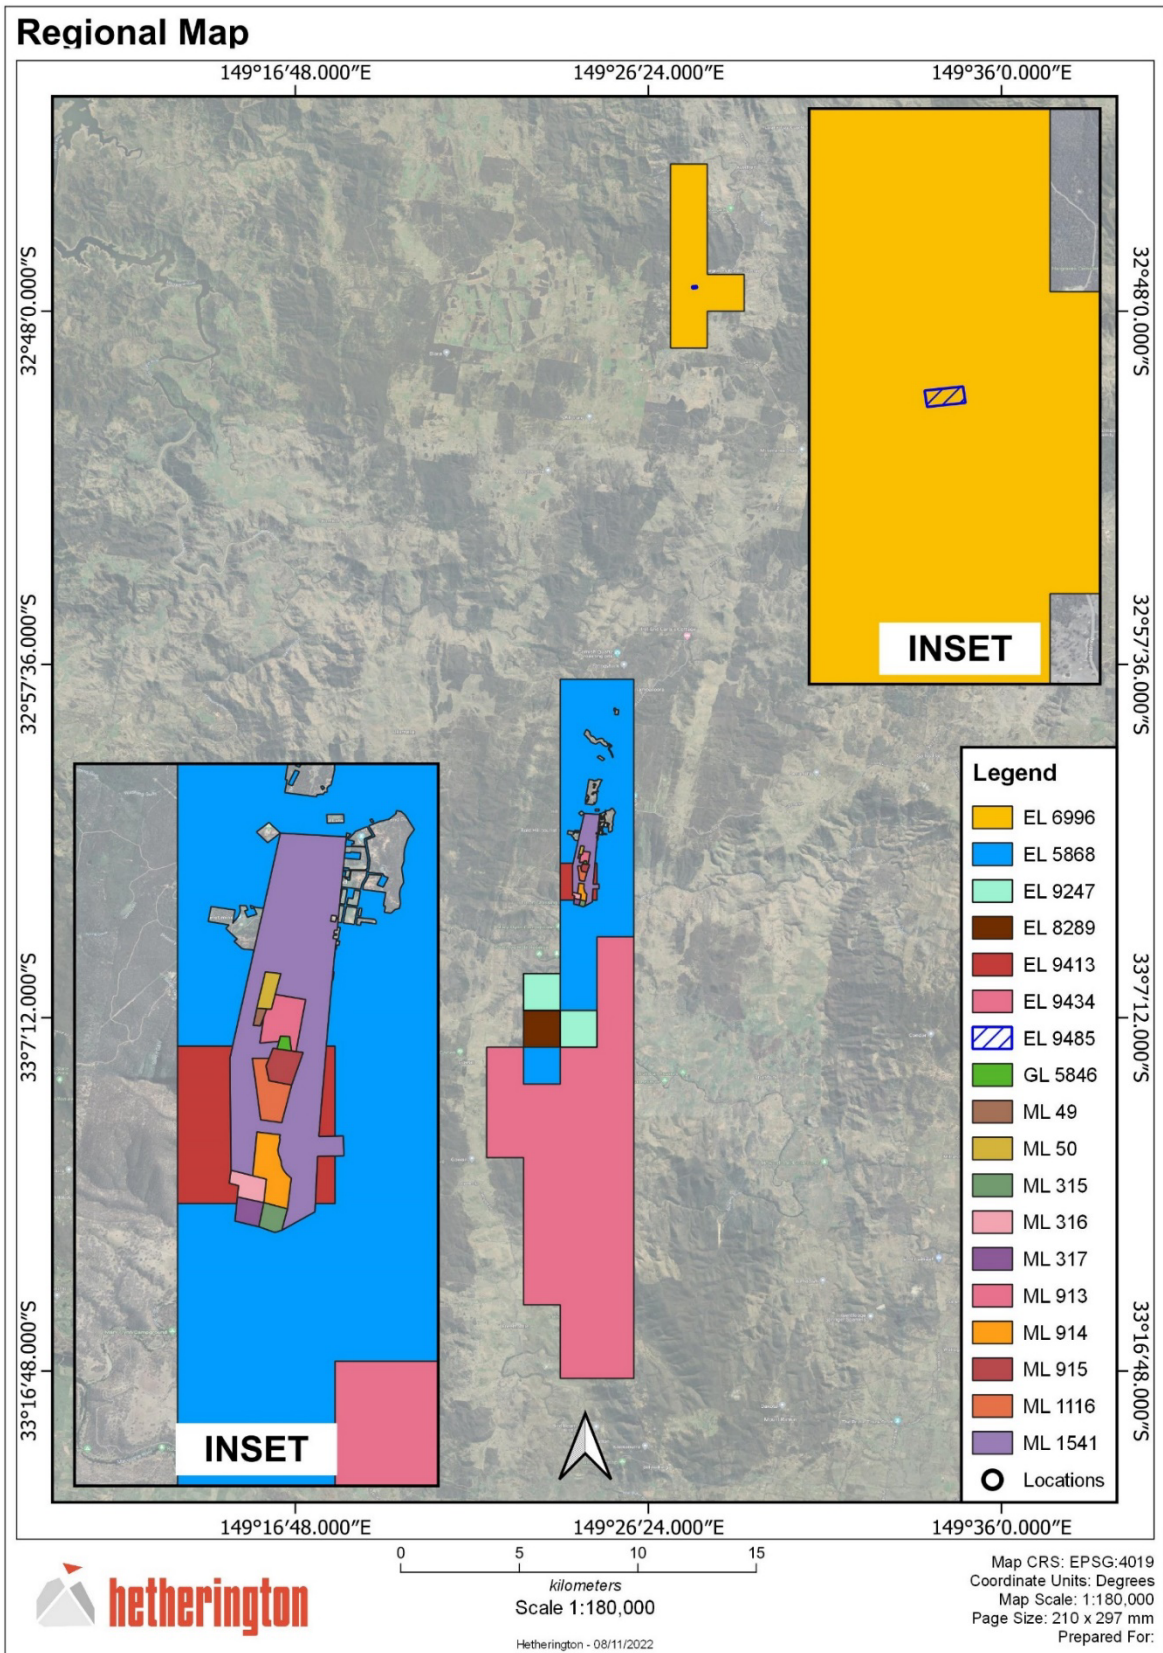 Regional Map
149°16′48.000″E
149°26′24.000″E
149°36′0.000″E
32°48′0.000″S
32°48′0.000″S
INSET
32°57′36.000″S
32°57′36.000″S
Legend
EL 6996
EL 5868
EL 9247
EL 8289
EL 9413
EL 9434
EL 9485
GL 5846
ML 49
ML 50
ML 315
ML 316
ML 317
ML 913
ML 914
ML 915
ML 1116
ML 1541
Locations
33°7′12.000″S
33°7′12.000″S
33°16′48.000″S
33°16′48.000″S
INSET
149°16′48.000″E
149°26′24.000″E
149°36′0.000″E
hetherington
0 5 10 15
kilometers
Scale 1:180,000
Hetherington - 08/11/2022
Map CRS: EPSG:4019
Coordinate Units: Degrees
Map Scale: 1:180,000
Page Size: 210 x 297 mm
Prepared For: